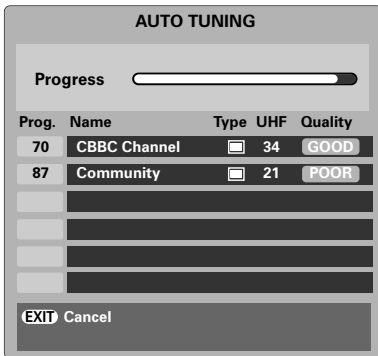 AUTO TUNING
Progress
Prog. Name Type UHF Quality
70 CBBC Channel 34 GOOD
87 Community 21 POOR
EXIT Cancel